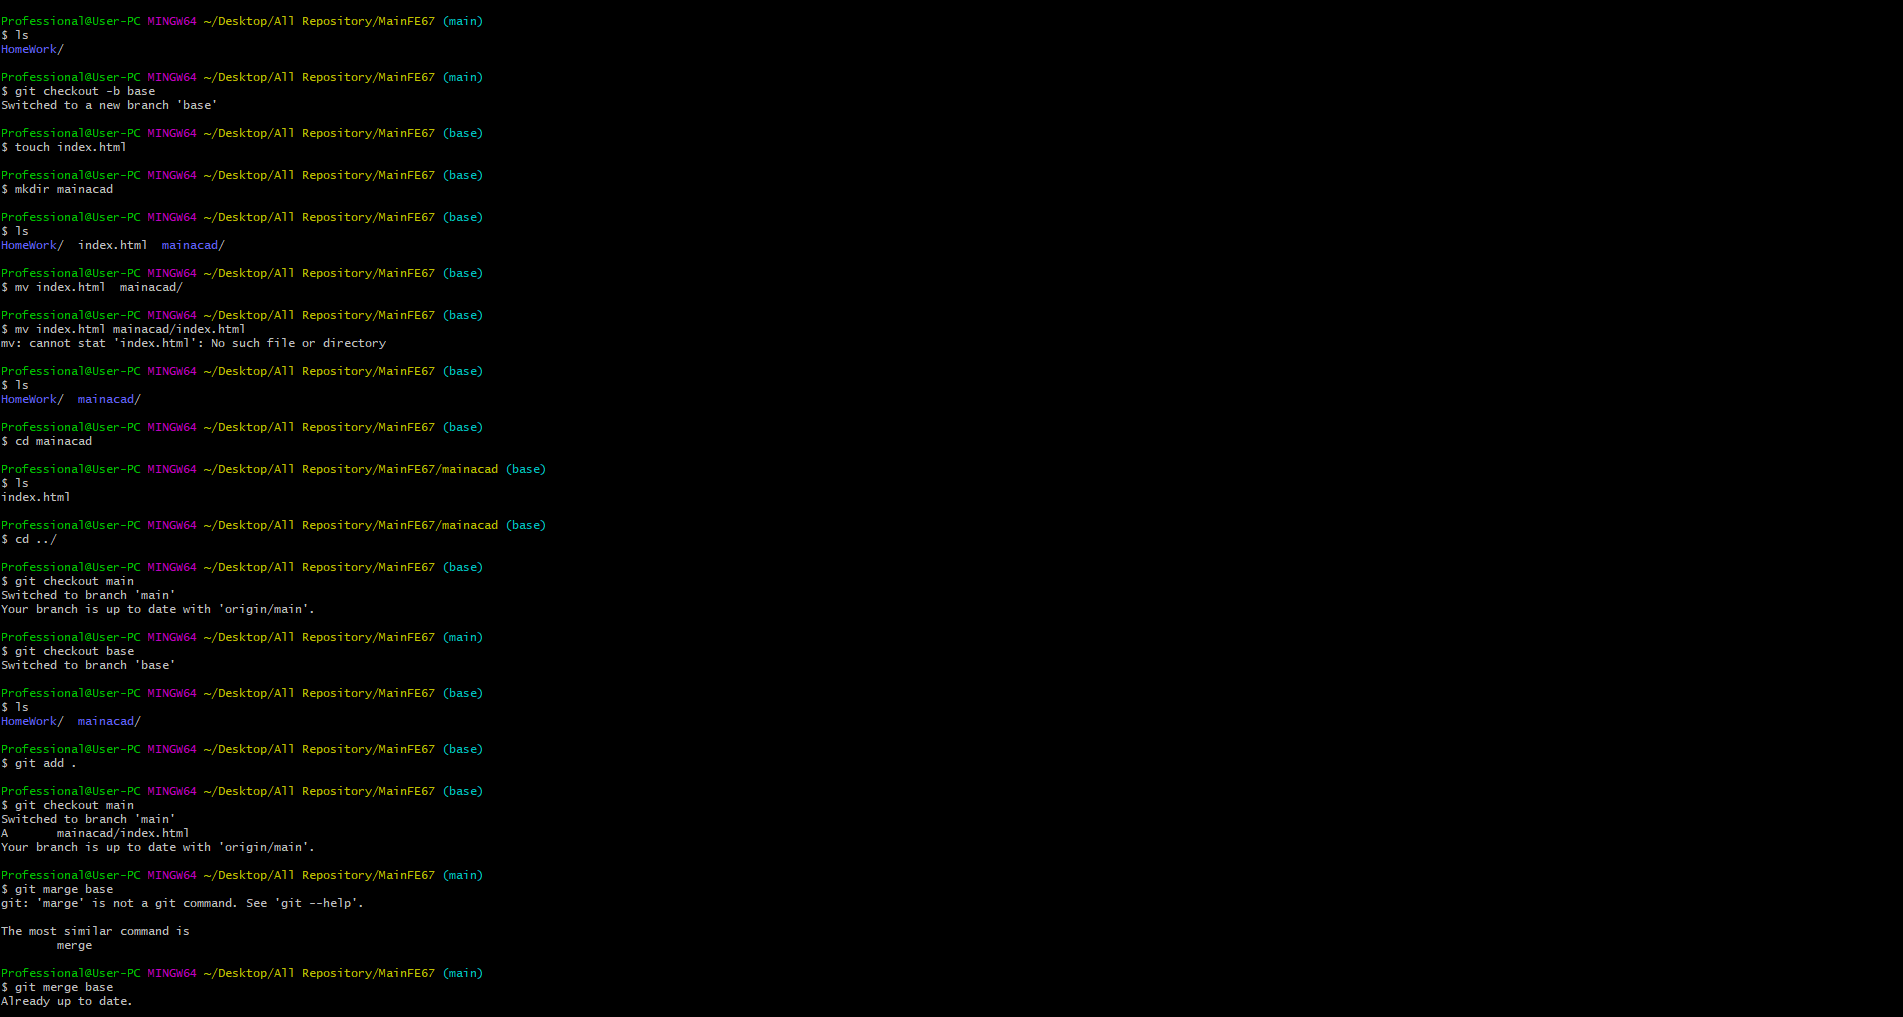 Professional@User-PC MINGW64 ~/Desktop/All Repository/MainFE67 (main)
$ ls
HomeWork/
Professional@User-PC MINGW64 ~/Desktop/All Repository/MainFE67 (main)
$ git checkout -b base
Switched to a new branch 'base'
Professional@User-PC MINGW64 ~/Desktop/All Repository/MainFE67 (base)
$ touch index.html
Professional@User-PC MINGW64 ~/Desktop/All Repository/MainFE67 (base)
$ mkdir mainacad
Professional@User-PC MINGW64 ~/Desktop/All Repository/MainFE67 (base)
$ ls
HomeWork/  index.html  mainacad/
Professional@User-PC MINGW64 ~/Desktop/All Repository/MainFE67 (base)
$ mv index.html  mainacad/
Professional@User-PC MINGW64 ~/Desktop/All Repository/MainFE67 (base)
$ mv index.html mainacad/index.html
mv: cannot stat 'index.html': No such file or directory
Professional@User-PC MINGW64 ~/Desktop/All Repository/MainFE67 (base)
$ ls
HomeWork/  mainacad/
Professional@User-PC MINGW64 ~/Desktop/All Repository/MainFE67 (base)
$ cd mainacad
Professional@User-PC MINGW64 ~/Desktop/All Repository/MainFE67/mainacad (base)
$ ls
index.html
Professional@User-PC MINGW64 ~/Desktop/All Repository/MainFE67/mainacad (base)
$ cd ../
Professional@User-PC MINGW64 ~/Desktop/All Repository/MainFE67 (base)
$ git checkout main
Switched to branch 'main'
Your branch is up to date with 'origin/main'.
Professional@User-PC MINGW64 ~/Desktop/All Repository/MainFE67 (main)
$ git checkout base
Switched to branch 'base'
Professional@User-PC MINGW64 ~/Desktop/All Repository/MainFE67 (base)
$ ls
HomeWork/  mainacad/
Professional@User-PC MINGW64 ~/Desktop/All Repository/MainFE67 (base)
$ git add .
Professional@User-PC MINGW64 ~/Desktop/All Repository/MainFE67 (base)
$ git checkout main
Switched to branch 'main'
A       mainacad/index.html
Your branch is up to date with 'origin/main'.
Professional@User-PC MINGW64 ~/Desktop/All Repository/MainFE67 (main)
$ git marge base
git: 'marge' is not a git command. See 'git --help'.
The most similar command is
merge
Professional@User-PC MINGW64 ~/Desktop/All Repository/MainFE67 (main)
$ git merge base
Already up to date.